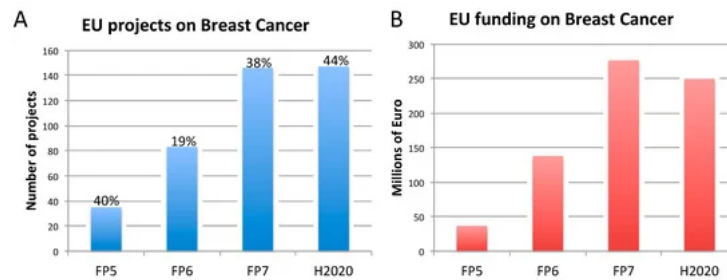 A
EU projects on Breast Cancer
Number of projects
160
140
120
100
80
60
40
20
0
40%
19%
38%
44%
FP5 FP6 FP7 H2020
B
EU funding on Breast Cancer
Millions of Euro
300
250
200
150
100
50
0
FP5 FP6 FP7 H2020